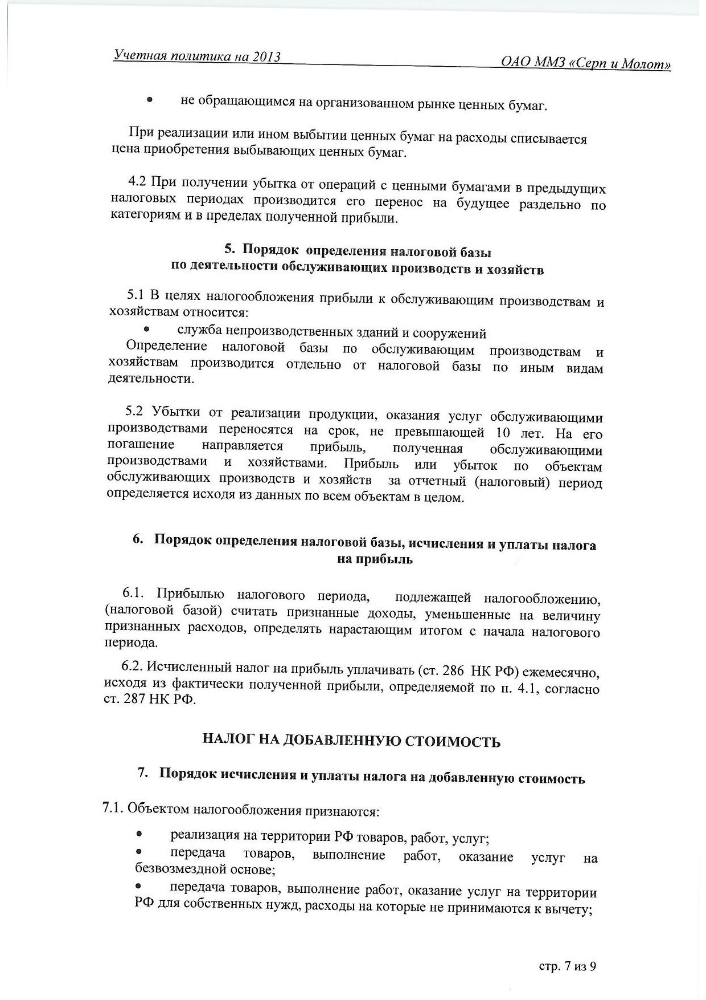 Учетная политика на 2013 ОАО ММЗ «Серп и Молот»
• не обращающимся на организованном рынке ценных бумаг.
При реализации или ином выбытии ценных бумаг на расходы списывается
цена приобретения выбывающих ценных бумаг.
4.2 При получении убытка от операций с ценными бумагами в предыдущих
налоговых периодах производится его перенос на будущее раздельно по
категориям и в пределах полученной прибыли.
5. Порядок определения налоговой базы
по деятельности обслуживающих производств и хозяйств
5.1 В целях налогообложения прибыли к обслуживающим производствам и
хозяйствам относится:
• служба непроизводственных зданий и сооружений
Определение налоговой базы по обслуживающим производствам и
хозяйствам производится отдельно от налоговой базы по иным видам
деятельности.
5.2 Убытки от реализации продукции, оказания услуг обслуживающими
производствами переносятся на срок, не превышающей 10 лет. На его
погашение направляется прибыль, полученная обслуживающими
производствами и хозяйствами. Прибыль или убыток по объектам
обслуживающих производств и хозяйств за отчетный (налоговый) период
определяется исходя из данных по всем объектам в целом.
6. Порядок определения налоговой базы, исчисления и уплаты налога
на прибыль
6.1. Прибылью налогового периода, подлежащей налогообложению,
(налоговой базой) считать признанные доходы, уменьшенные на величину
признанных расходов, определять нарастающим итогом с начала налогового
периода.
6.2. Исчисленный налог на прибыль уплачивать (ст. 286 НК РФ) ежемесячно,
исходя из фактически полученной прибыли, определяемой по п. 4.1, согласно
ст. 287 НК РФ.
НАЛОГ НА ДОБАВЛЕННУЮ СТОИМОСТЬ
7. Порядок исчисления и уплаты налога на добавленную стоимость
7.1. Объектом налогообложения признаются:
• реализация на территории РФ товаров, работ, услуг;
• передача товаров, выполнение работ, оказание услуг на
безвозмездной основе;
• передача товаров, выполнение работ, оказание услуг на территории
РФ для собственных нужд, расходы на которые не принимаются к вычету;
стр. 7 из 9